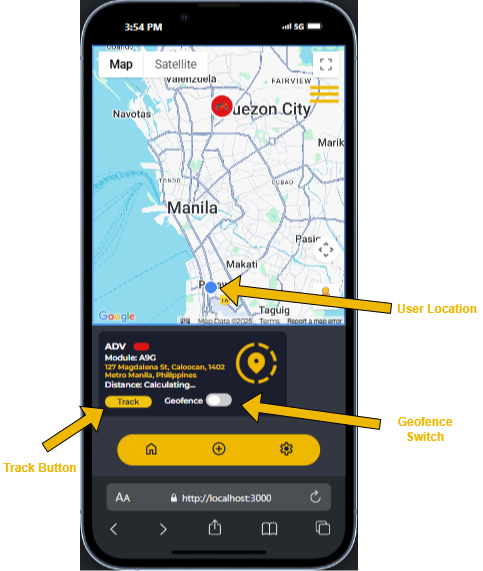 3:54 PM
5G
Map
Satellite
Valenzuela
FAIRVIEW
Navotas
uezon City
Marik
TONDO
CUBAO
Manila
Pasig
Makati
User Location
Taguig
Google
Map Data ©2025
Terms
Report a map error
ADV
Module: A9G
127 Magdalena St, Caloocan, 1402
Metro Manila, Philippines
Distance: Calculating...
Track
Geofence
Geofence
Switch
Track Button
AA
http://localhost:3000